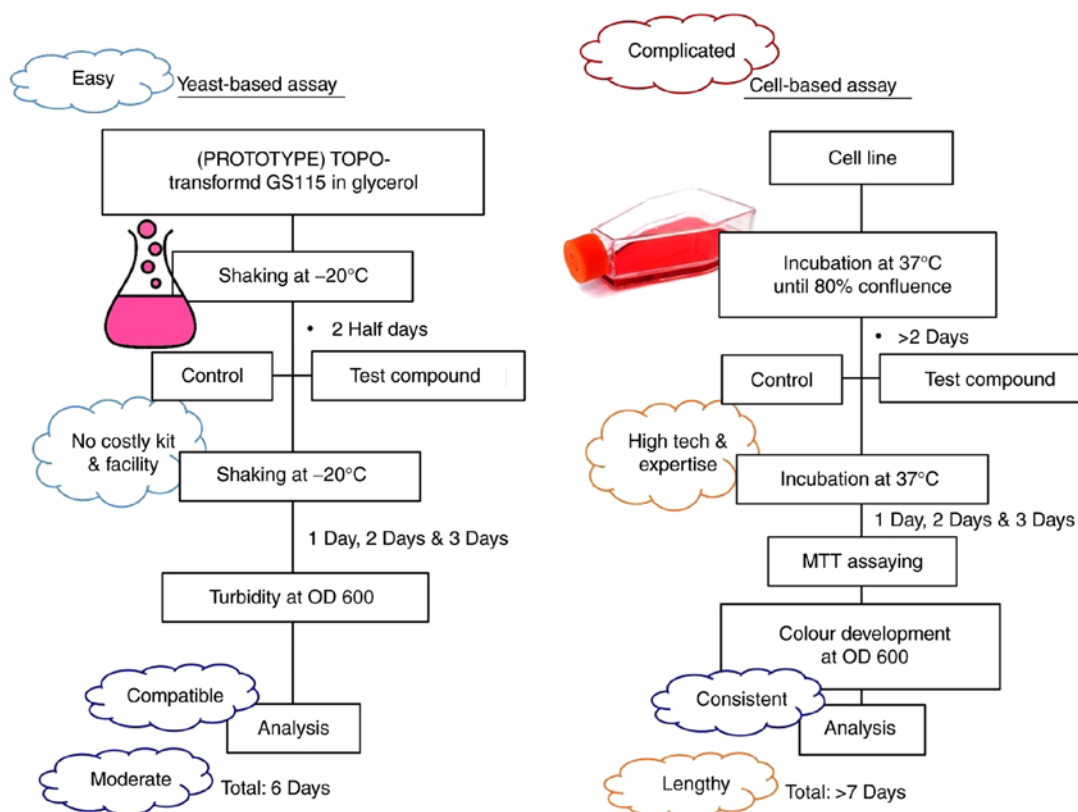 Easy
Yeast-based assay
(PROTOTYPE) TOPO-
transformd GS115 in glycerol
Shaking at –20°C
• 2 Half days
Control
Test compound
No costly kit
& facility
Shaking at –20°C
1 Day, 2 Days & 3 Days
Turbidity at OD 600
Compatible
Analysis
Moderate
Total: 6 Days
Complicated
Cell-based assay
Cell line
Incubation at 37°C
until 80% confluence
• >2 Days
Control
Test compound
High tech &
expertise
Incubation at 37°C
1 Day, 2 Days & 3 Days
MTT assaying
Colour development
at OD 600
Consistent
Analysis
Lengthy
Total: >7 Days